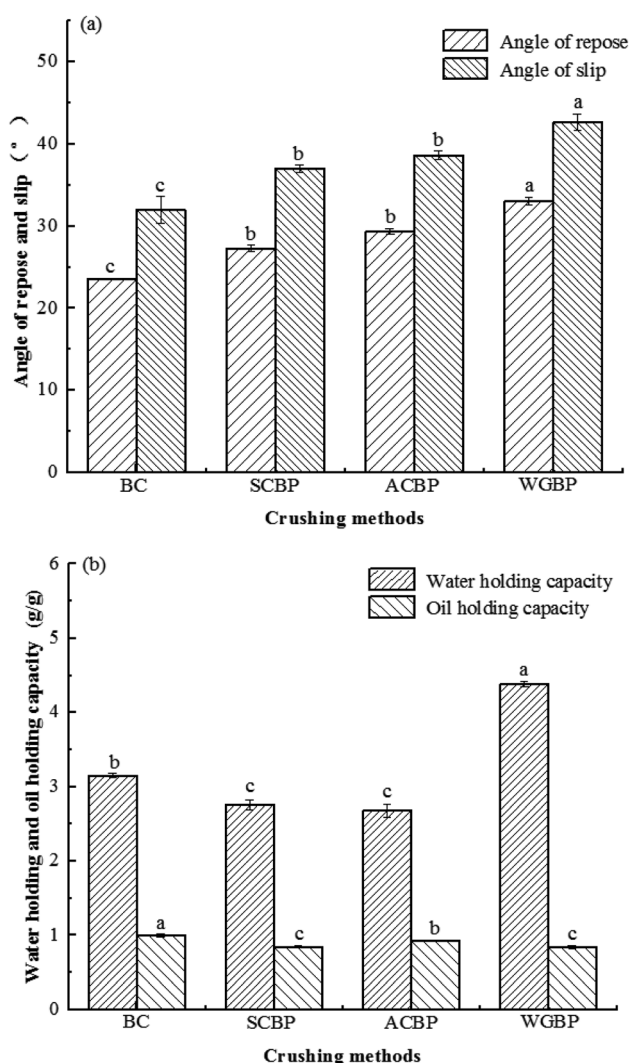 (a)
Angle of repose
Angle of slip
Angle of repose and slip ( ° )
50
40
30
20
10
0
c
c
b
b
b
b
a
a
BC
SCBP
ACBP
WGBP
Crushing methods
(b)
Water holding capacity
Oil holding capacity
Water holding and oil holding capacity (g/g)
6
5
4
3
2
1
0
b
a
c
c
c
b
a
c
BC
SCBP
ACBP
WGBP
Crushing methods